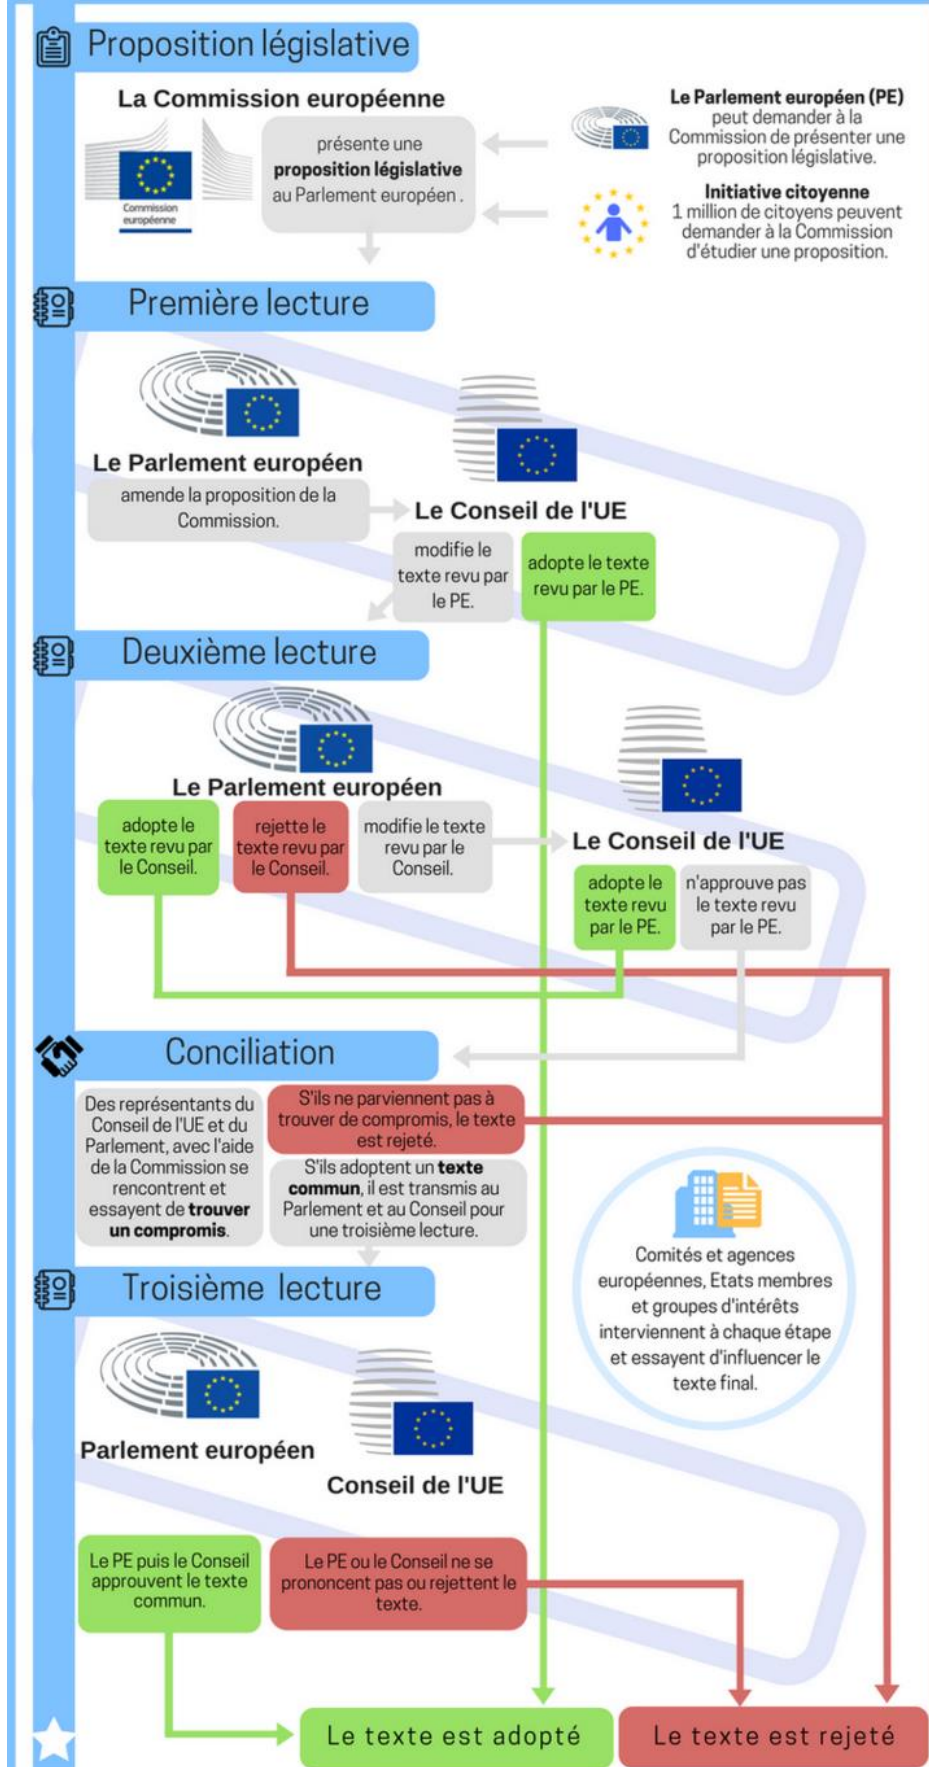 Proposition législative
La Commission européenne
Commission
européenne
présente une
proposition législative
au Parlement européen .
Le Parlement européen (PE)
peut demander à la
Commission de présenter une
proposition législative.
Initiative citoyenne
1 million de citoyens peuvent
demander à la Commission
d'étudier une proposition.
Première lecture
Le Parlement européen
amende la proposition de la
Commission.
Le Conseil de l'UE
modifie le
texte revu par
le PE.
adopte le texte
revu par le PE.
Deuxième lecture
Le Parlement européen
adopte le
texte revu par
le Conseil.
rejette le
texte revu par
le Conseil.
modifie le texte
revu par le
Conseil.
Le Conseil de l'UE
adopte le
texte revu
par le PE.
n'approuve pas
le texte revu
par le PE.
Conciliation
Des représentants du
Conseil de l'UE et du
Parlement, avec l'aide
de la Commission se
rencontrent et
essayent de trouver
un compromis.
S'ils ne parviennent pas à
trouver de compromis, le texte
est rejeté.
S'ils adoptent un texte
commun, il est transmis au
Parlement et au Conseil pour
une troisième lecture.
Comités et agences
européennes, Etats membres
et groupes d'intérêts
interviennent à chaque étape
et essayent d'influencer le
texte final.
Troisième lecture
Parlement européen
Conseil de l'UE
Le PE puis le Conseil
approuvent le texte
commun.
Le PE ou le Conseil ne se
prononcent pas ou rejettent le
texte.
Le texte est adopté
Le texte est rejeté